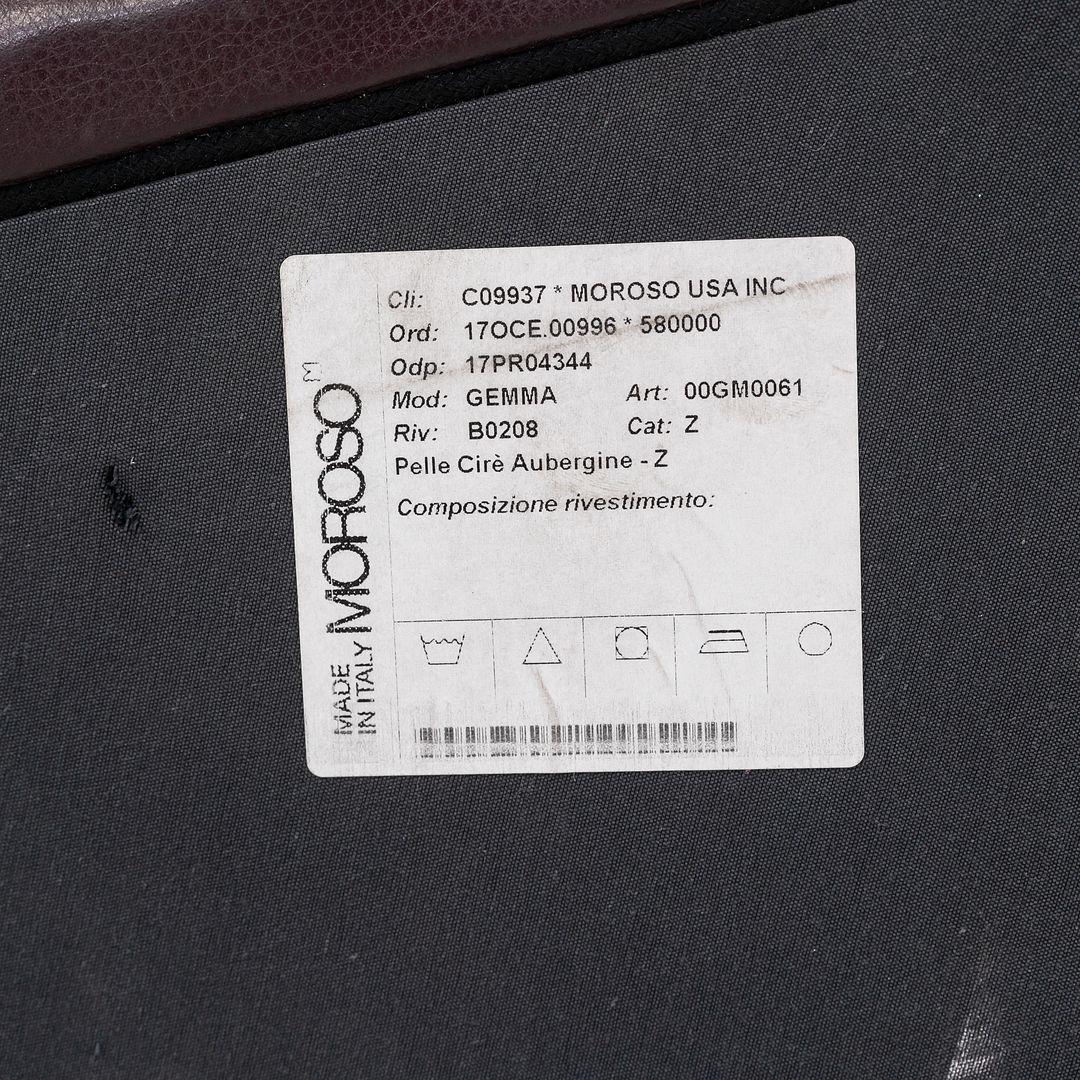 Cli: C09937 * MOROSO USA INC
Ord: 17OCE.00996 * 580000
Odp: 17PR04344
Mod: GEMMA Art: 00GM0061
Riv: B0208 Cat: Z
Pelle Cirè Aubergine - Z
Composizione rivestimento:
MOROSO
MADE
IN ITALY